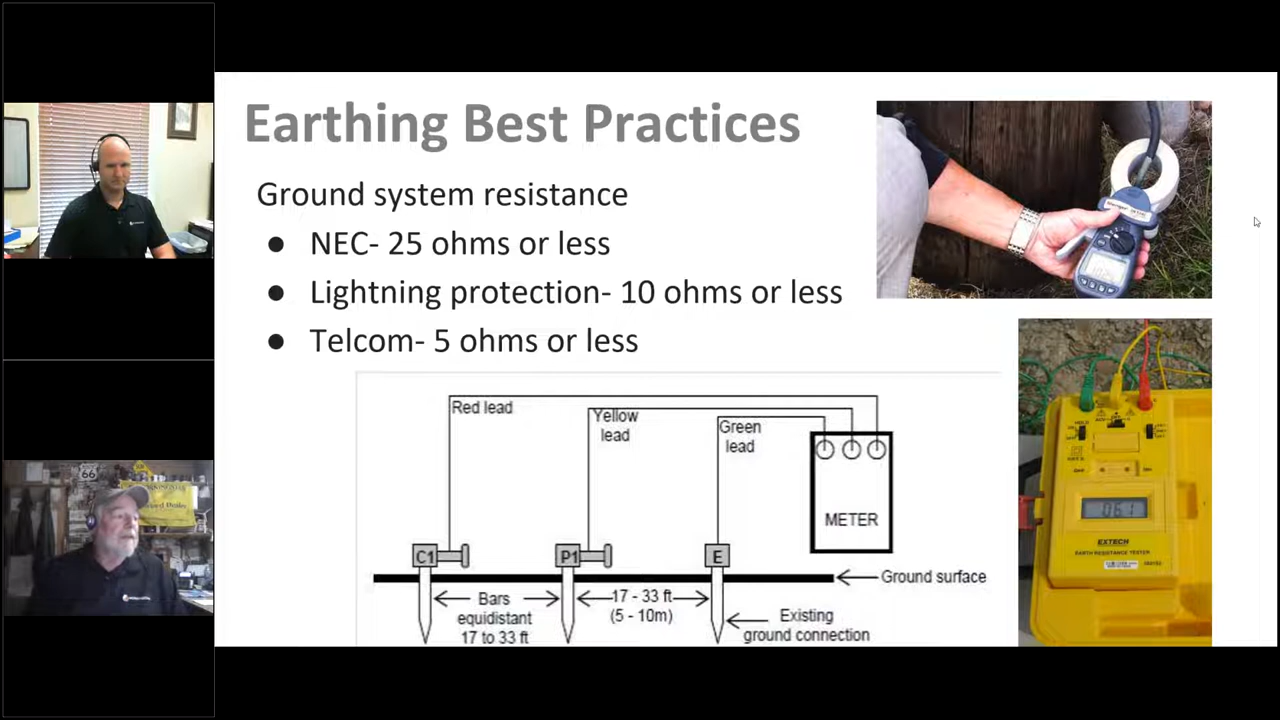 Earthing Best Practices
Ground system resistance
● NEC- 25 ohms or less
● Lightning protection- 10 ohms or less
● Telcom- 5 ohms or less
Red lead
Yellow
lead
Green
lead
METER
C1
P1
E
Ground surface
Bars
equidistant
17 to 33 ft
17 - 33 ft
(5 - 10m)
Existing
ground connection
EXTECH
EARTH RESISTANCE TESTER
66